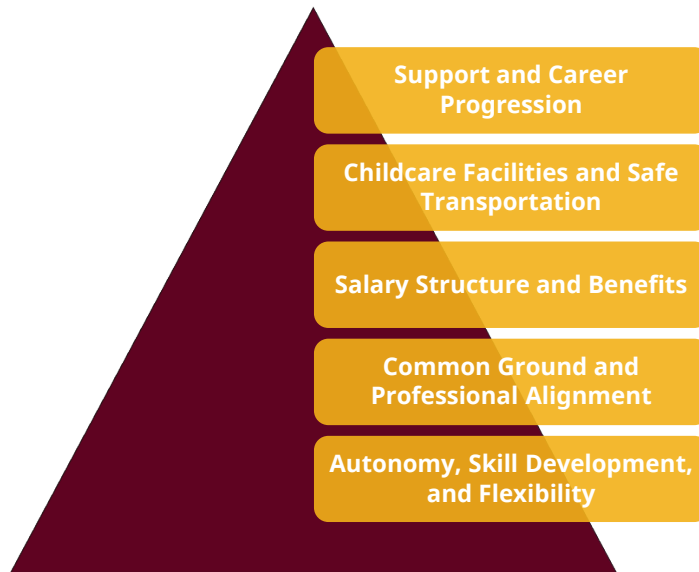 Support and Career
Progression
Childcare Facilities and Safe
Transportation
Salary Structure and Benefits
Common Ground and
Professional Alignment
Autonomy, Skill Development,
and Flexibility